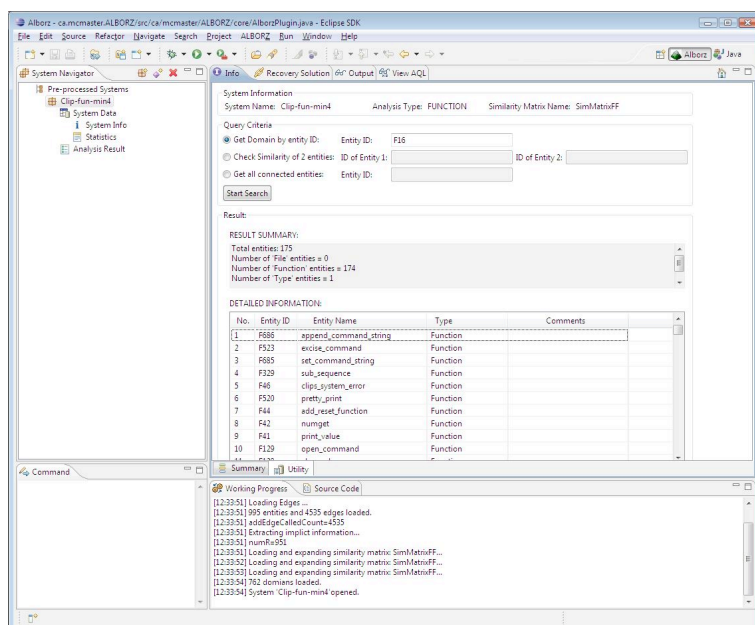 Alborz - ca.mcmaster.ALBORZ/src/ca/mcmaster/ALBORZ/core/AlborzPlugin.java - Eclipse SDK
File Edit Source Refactor Navigate Search Project ALBORZ Run Window Help
Alborz Java
System Navigator
Pre-processed Systems
Clip-fun-min4
System Data
System Info
Statistics
Analysis Result
Info Recovery Solution Output View AQL
System Information
System Name: Clip-fun-min4 Analysis Type: FUNCTION Similarity Matrix Name: SimMatrixFF
Query Criteria
Get Domain by entity ID: Entity ID: F16
Check Similarity of 2 entities: ID of Entity 1: ID of Entity 2:
Get all connected entities: Entity ID:
Start Search
Result:
RESULT SUMMARY:
Total entities: 175
Number of 'File' entities = 0
Number of 'Function' entities = 174
Number of 'Type' entities = 1
DETAILED INFORMATION:
No. Entity ID Entity Name Type Comments
1 F686 append_command_string Function
2 F523 excise_command Function
3 F685 set_command_string Function
4 F329 sub_sequence Function
5 F46 clips_system_error Function
6 F520 pretty_print Function
7 F44 add_reset_function Function
8 F42 numget Function
9 F41 print_value Function
10 F129 open_command Function
Summary Utility
Command
Working Progress Source Code
[12:33:51] Loading Edges ...
[12:33:51] 995 entities and 4535 edges loaded.
[12:33:51] addEdgeCalledCount=4535
[12:33:51] Extracting implict information...
[12:33:51] numR=951
[12:33:51] Loading and expanding similarity matrix: SimMatrixFF...
[12:33:52] Loading and expanding similarity matrix: SimMatrixFF...
[12:33:53] Loading and expanding similarity matrix: SimMatrixFF...
[12:33:54] 762 domians loaded.
[12:33:54] System 'Clip-fun-min4'opened.